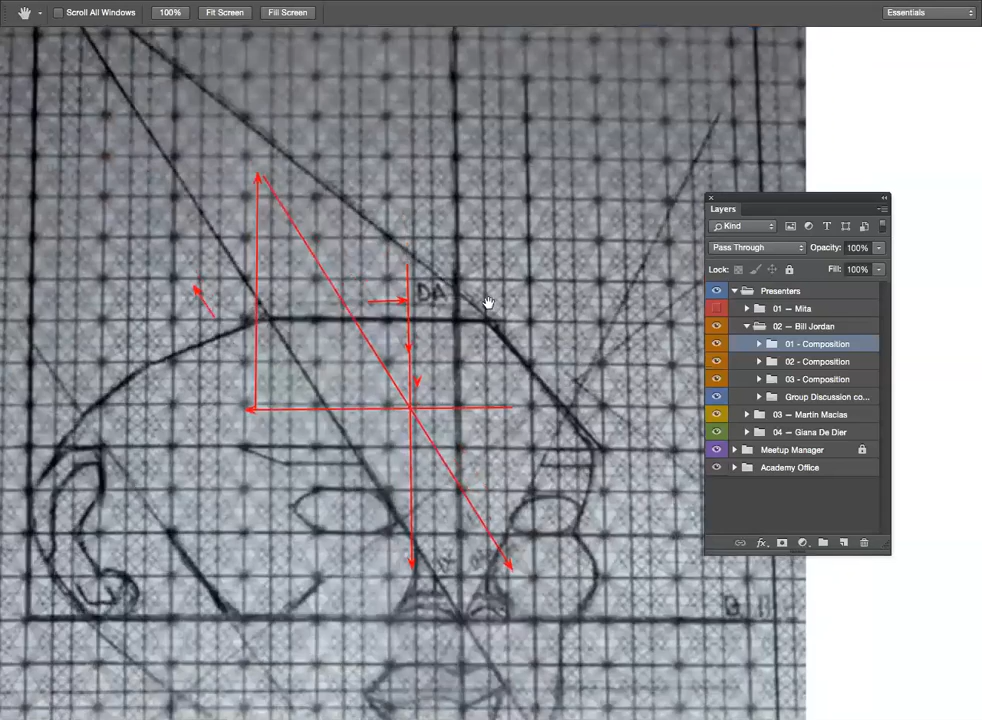 Scroll All Windows
100%
Fit Screen
Fill Screen
Essentials
Layers
Kind
Pass Through
Opacity: 100%
Lock:
Fill: 100%
Presenters
01 — Mita
02 — Bill Jordan
01 - Composition
02 - Composition
03 - Composition
Group Discussion co...
03 — Martin Macias
04 — Giana De Dier
Meetup Manager
Academy Office
DA